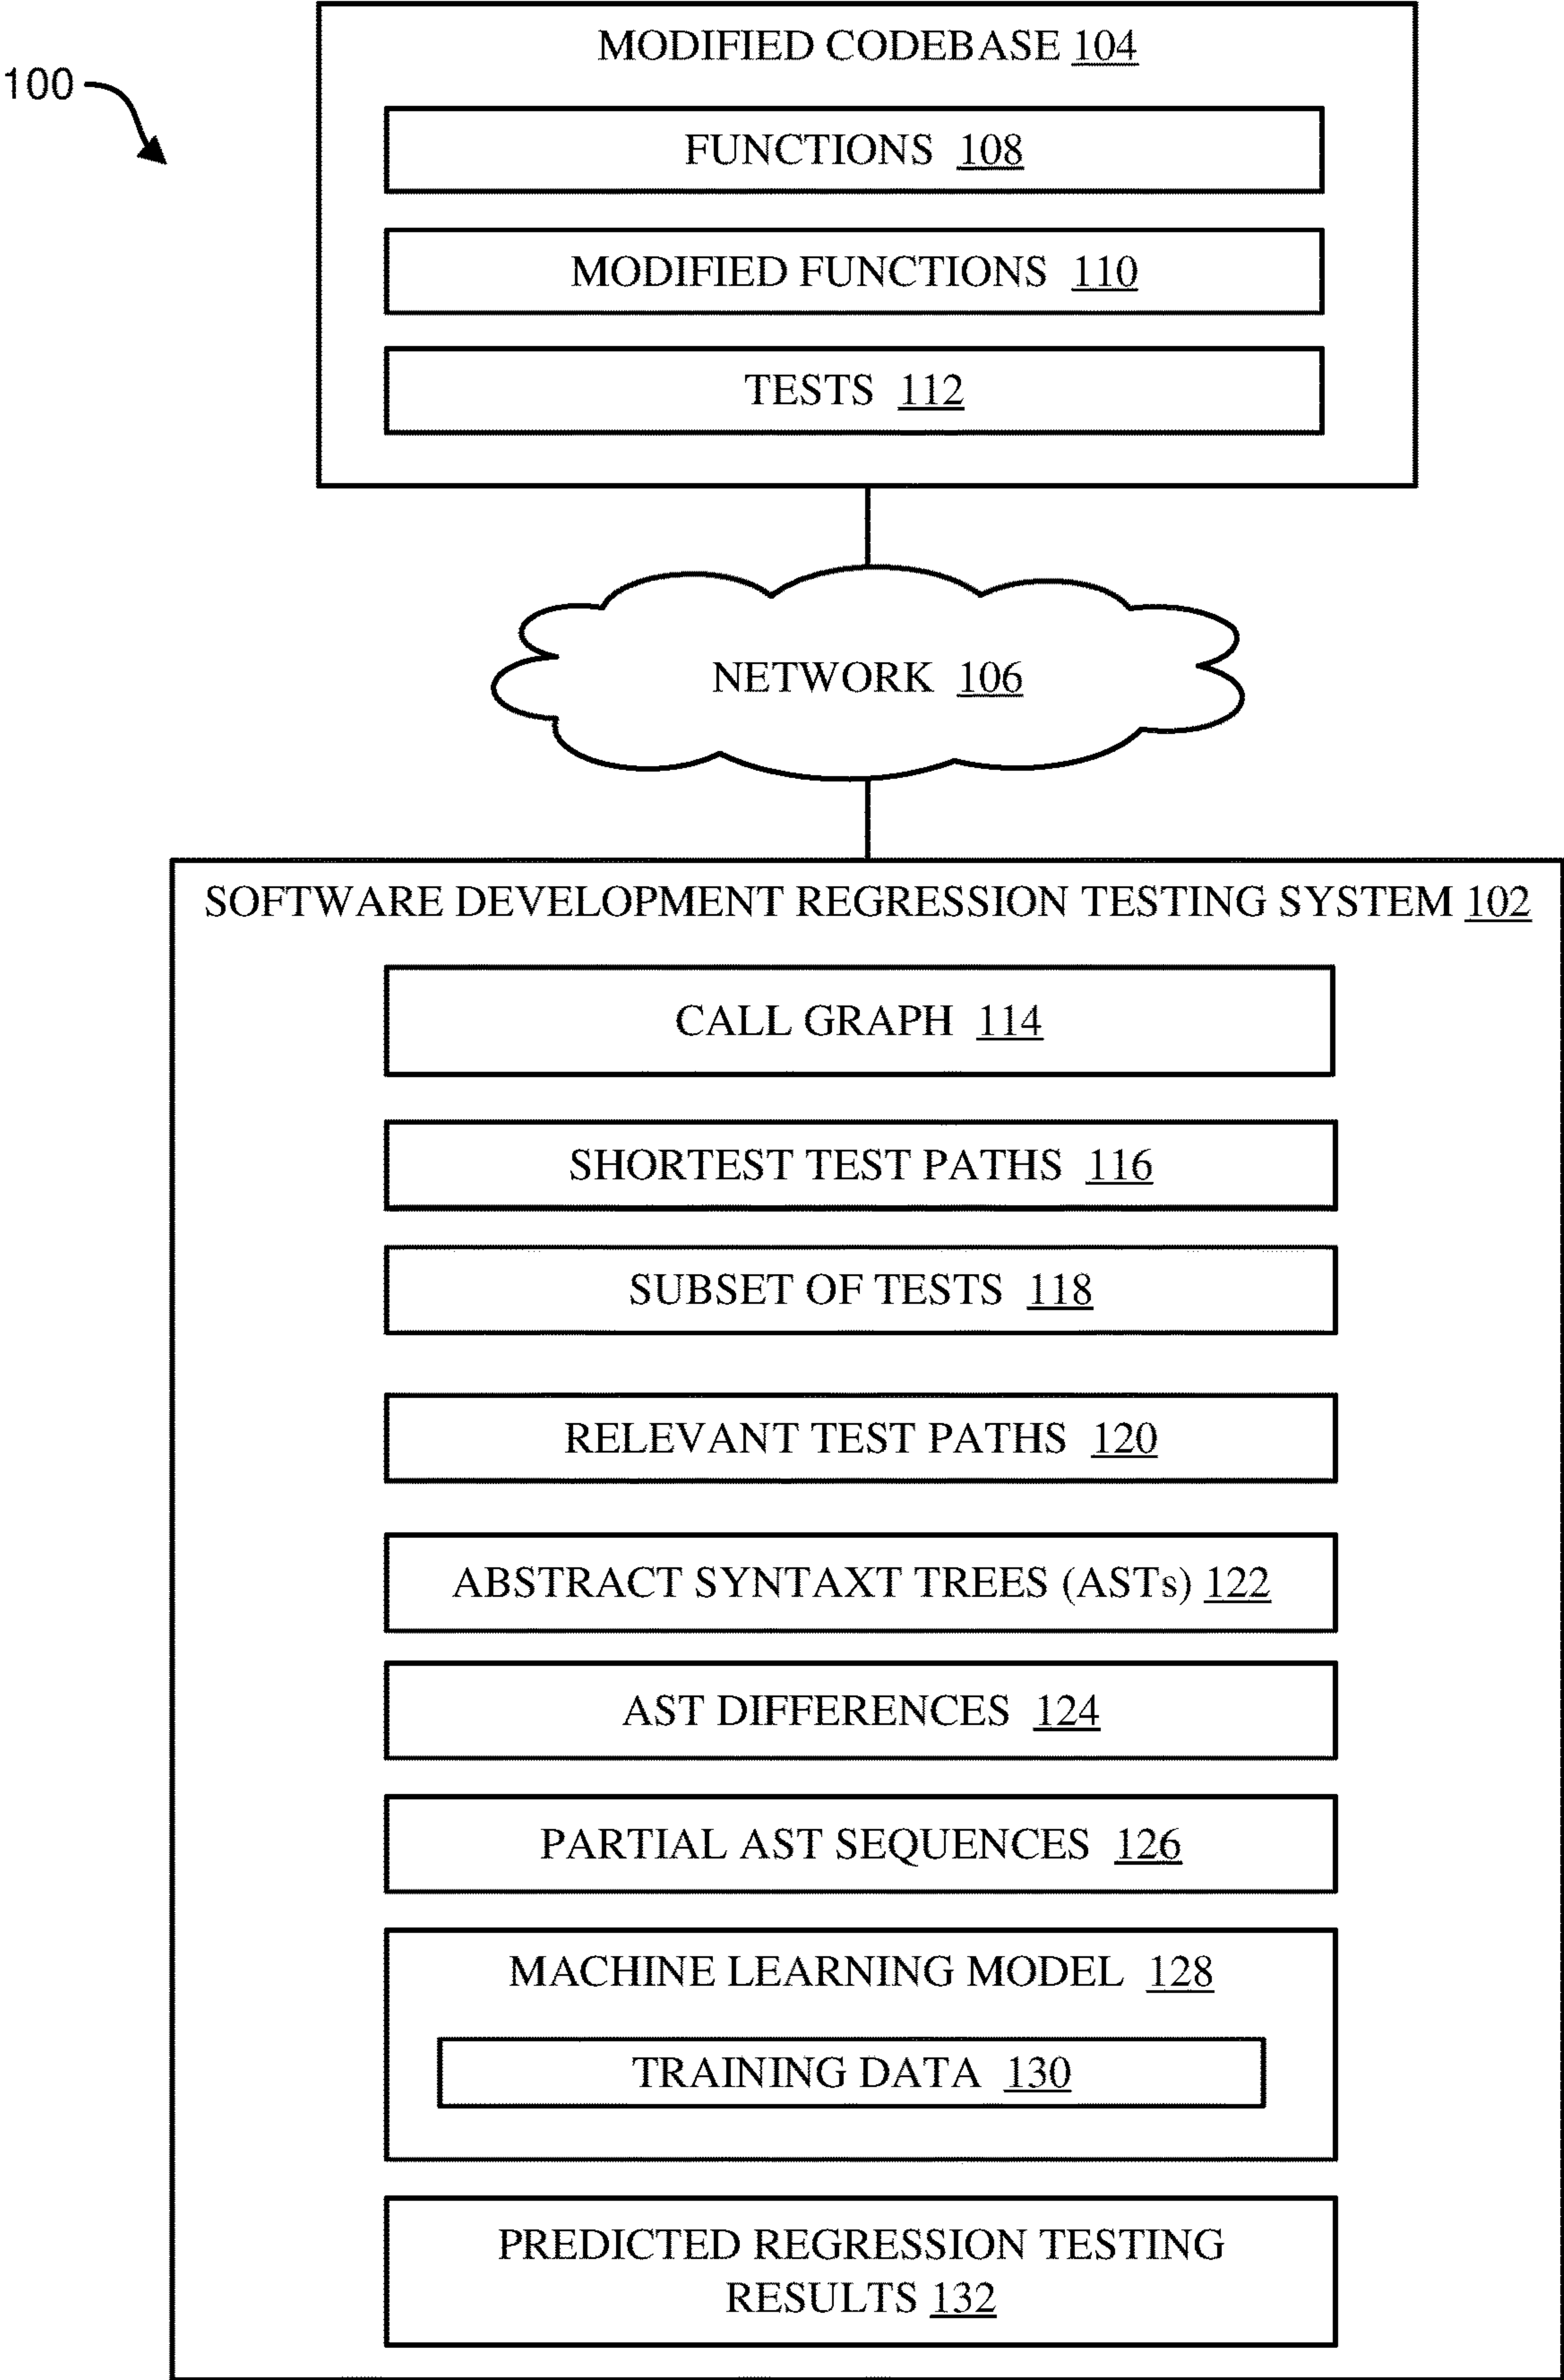 100
MODIFIED CODEBASE 104
FUNCTIONS 108
MODIFIED FUNCTIONS 110
TESTS 112
NETWORK 106
SOFTWARE DEVELOPMENT REGRESSION TESTING SYSTEM 102
CALL GRAPH 114
SHORTEST TEST PATHS 116
SUBSET OF TESTS 118
RELEVANT TEST PATHS 120
ABSTRACT SYNTAXT TREES (ASTs) 122
AST DIFFERENCES 124
PARTIAL AST SEQUENCES 126
MACHINE LEARNING MODEL 128
TRAINING DATA 130
PREDICTED REGRESSION TESTING
RESULTS 132